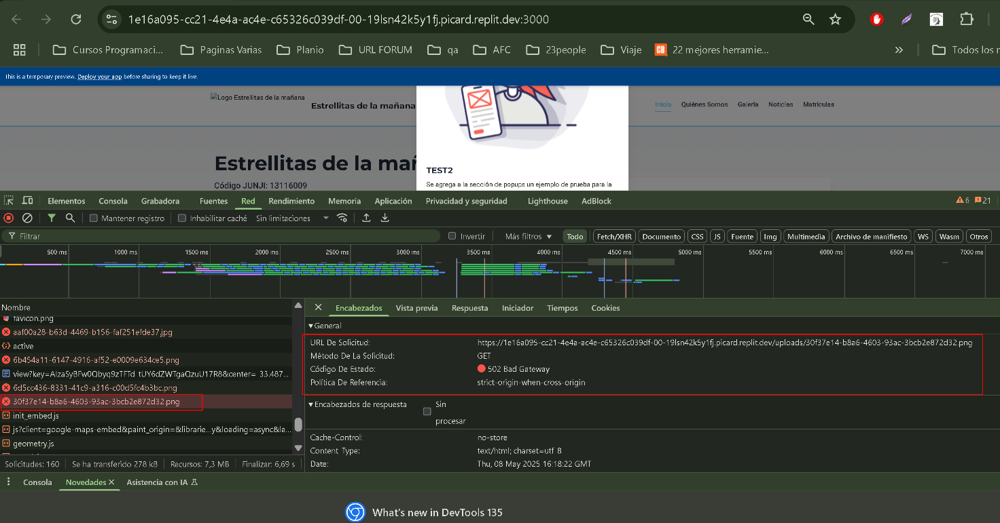 1e16a095-cc21-4e4a-ac4e-c65326c039df-00-19lsn42k5y1fj.picard.replit.dev:3000
Cursos Programaci... Paginas Varias Planio URL FORUM qa AFC 23people Viaje CB 22 mejores herramie... » Todos los m
This is a temporary preview. Deploy your app before sharing to keep it live.
Logo Estrellitas de la mañana Estrellitas de la mañana Inicio Quiénes Somos Galería Noticias Matrículas
Estrellitas de la mañ
Código JUNJI: 13116009
TEST2
Se agrega a la sección de popups un ejemplo de prueba para la
Elementos Consola Grabadora Fuentes Red Rendimiento Memoria Aplicación Privacidad y seguridad Lighthouse AdBlock 6 21
Mantener registro Inhabilitar caché Sin limitaciones
Filtrar Invertir Más filtros Todo Fetch/XHR Documento CSS JS Fuente Img Multimedia Archivo de manifiesto WS Wasm Otros
500 ms 1000 ms 1500 ms 2000 ms 2500 ms 3000 ms 3500 ms 4000 ms 4500 ms 5000 ms 5500 ms 6000 ms 6500 ms 7000 ms
Nombre
favicon.png
aaf00a28-b63d-4469-b156-faf251efde37.jpg
active
6b454a11-6147-4916-af52-e0009e634ce5.png
view?key=AIzaSyBFw0Qbyq9zTFTd tUY6dZWTgaQzuU17R8&center= 33.487...
6d5cc436-8331-41c9-a316-c00d5fc4b3bc.png
30f37e14-b8a6-4603-93ac-3bcb2e872d32.png
init_embed.js
js?client=google-maps-embed&paint_origin=&librarie...y&loading=async&la...
geometry.js
Solicitudes: 160 Se ha transferido 278 kB Recursos: 7,3 MB Finalizar: 6,69 s
Encabezados Vista previa Respuesta Iniciador Tiempos Cookies
General
URL De Solicitud: https://1e16a095-cc21-4e4a-ac4e-c65326c039df-00-19lsn42k5y1fj.picard.replit.dev/uploads/30f37e14-b8a6-4603-93ac-3bcb2e872d32.png
Método De La Solicitud: GET
Código De Estado: 502 Bad Gateway
Política De Referencia: strict-origin-when-cross-origin
Encabezados de respuesta Sin
procesar
Cache-Control: no-store
Content Type: text/html; charset=utf 8
Date: Thu, 08 May 2025 16:18:22 GMT
Consola Novedades Asistencia con IA
What's new in DevTools 135